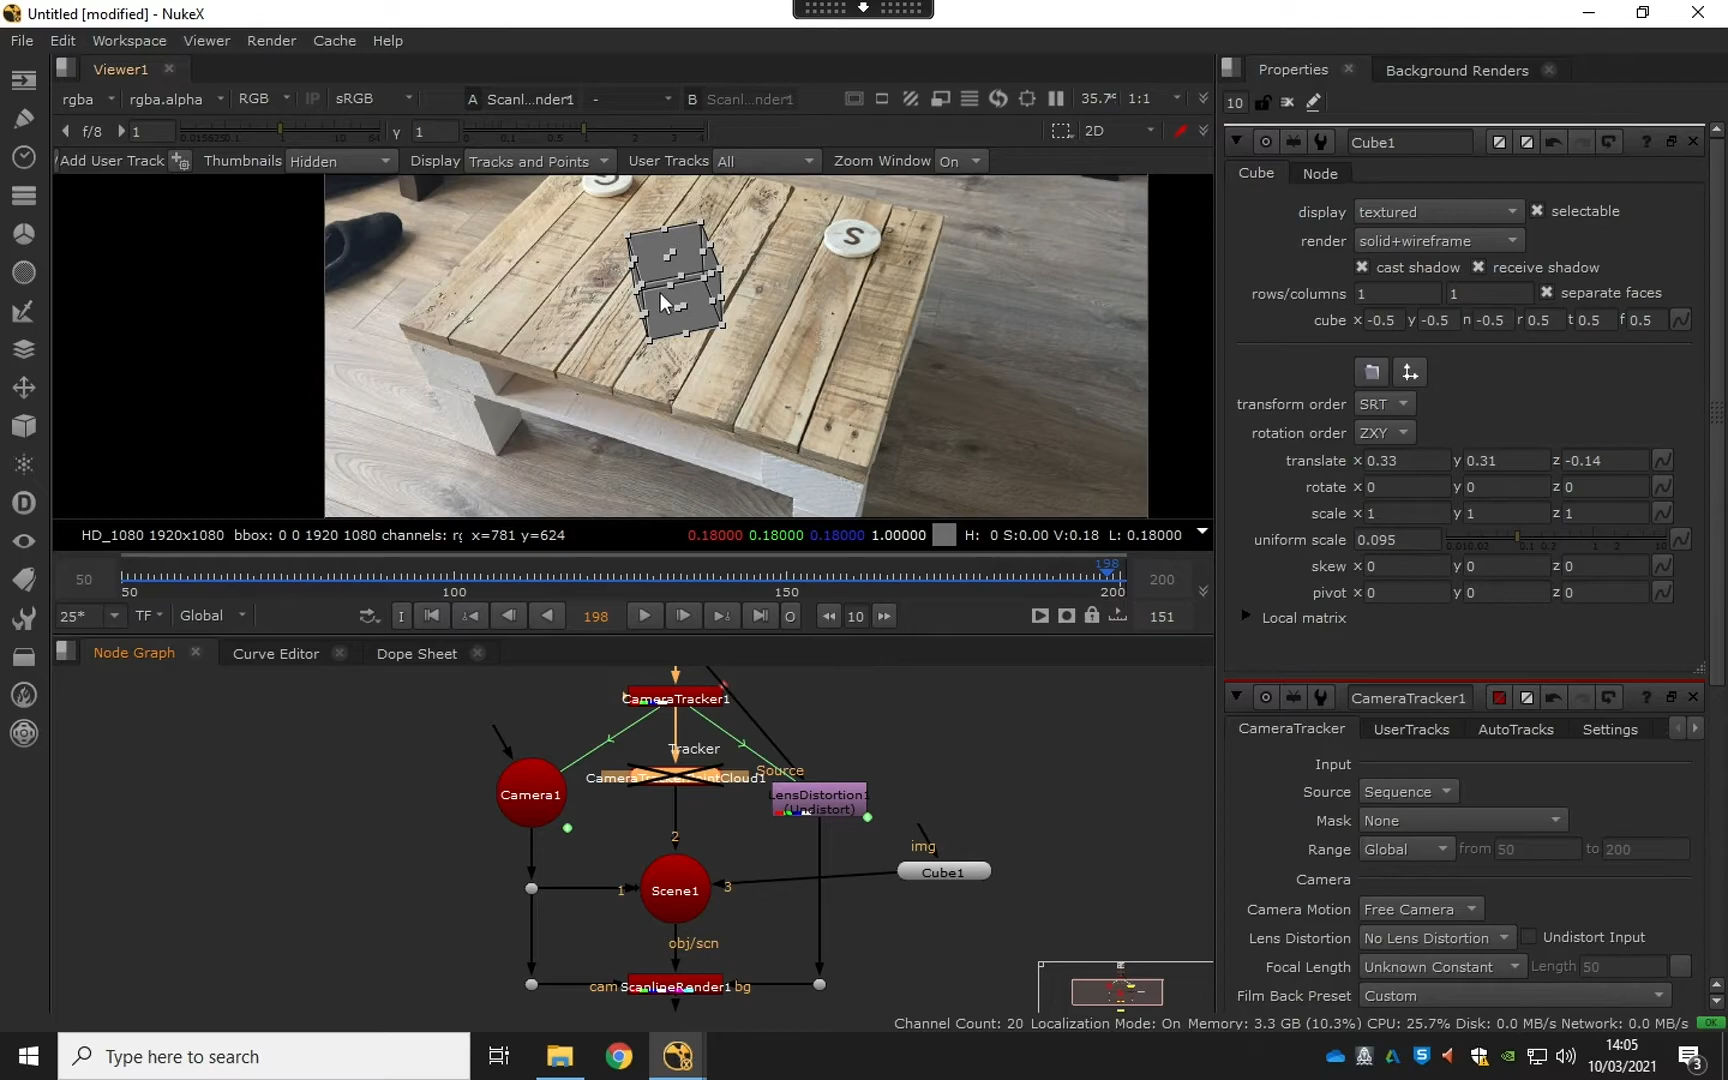 Untitled [modified] - NukeX
File Edit Workspace Viewer Render Cache Help
Viewer1
rgba rgba.alpha RGB IP sRGB A Scanl...nder1 - B Scanl...nder1 35.7% 1:1
f/8 1 γ 1 2D
Add User Track Thumbnails Hidden Display Tracks and Points User Tracks All Zoom Window On
S
S
HD_1080 1920x1080 bbox: 0 0 1920 1080 channels: rg x=781 y=624 0.18000 0.18000 0.18000 1.00000 H: 0 S:0.00 V:0.18 L: 0.18000
50 198 200
50 100 150 200
25* TF Global I 198 O 10 151
Node Graph Curve Editor Dope Sheet
CameraTracker1
Tracker
Source
Camera1
LensDistortion1
(Undistort)
2
img
Cube1
Scene1
1
3
obj/scn
cam ScanlineRender1 bg
Properties Background Renders
10
Cube1
Cube Node
display textured selectable
render solid+wireframe
cast shadow receive shadow
rows/columns 1 1 separate faces
cube x -0.5 y -0.5 n -0.5 r 0.5 t 0.5 f 0.5
transform order SRT
rotation order ZXY
translate x 0.33 y 0.31 z -0.14
rotate x 0 y 0 z 0
scale x 1 y 1 z 1
uniform scale 0.095
skew x 0 y 0 z 0
pivot x 0 y 0 z 0
Local matrix
CameraTracker1
CameraTracker UserTracks AutoTracks Settings
Input
Source Sequence
Mask None
Range Global from 50 to 200
Camera
Camera Motion Free Camera
Lens Distortion No Lens Distortion Undistort Input
Focal Length Unknown Constant Length 50
Film Back Preset Custom
Channel Count: 20 Localization Mode: On Memory: 3.3 GB (10.3%) CPU: 25.7% Disk: 0.0 MB/s Network: 0.0 MB/s OK
Type here to search
14:05
10/03/2021
3